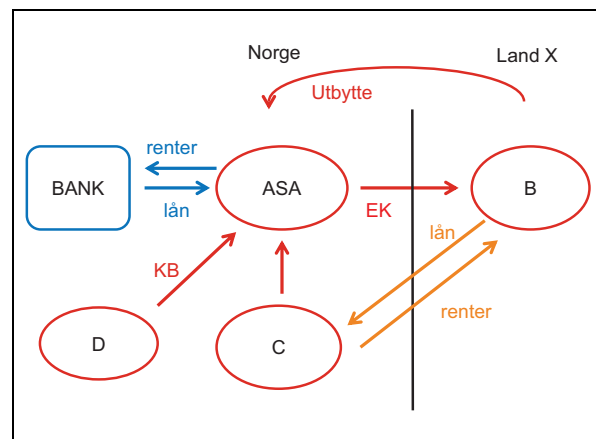 Norge
Land X
Utbytte
renter
BANK
ASA
B
lån
EK
lån
KB
renter
D
C